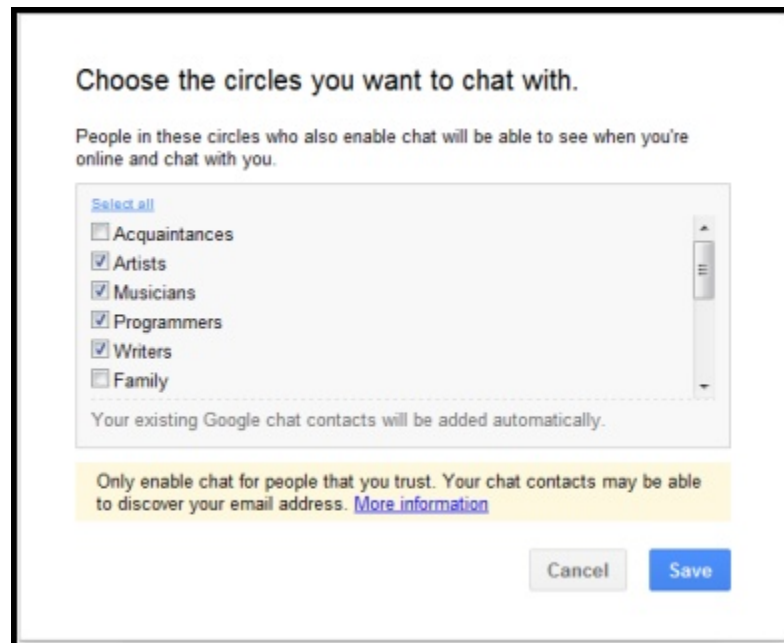 Choose the circles you want to chat with.
People in these circles who also enable chat will be able to see when you're
online and chat with you.
Select all
Acquaintances
Artists
Musicians
Programmers
Writers
Family
Your existing Google chat contacts will be added automatically.
Only enable chat for people that you trust. Your chat contacts may be able
to discover your email address. More information
Cancel Save